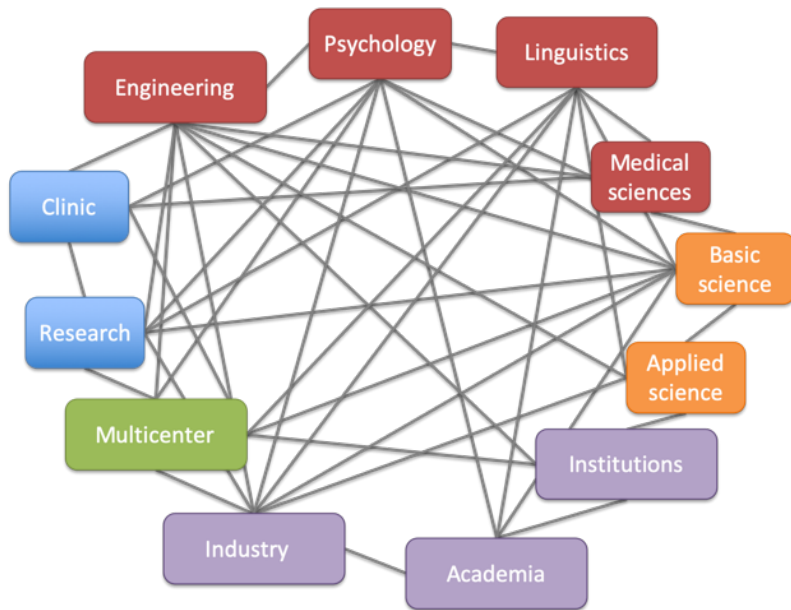 Psychology
Linguistics
Engineering
Medical
sciences
Clinic
Basic
science
Research
Applied
science
Multicenter
Institutions
Industry
Academia